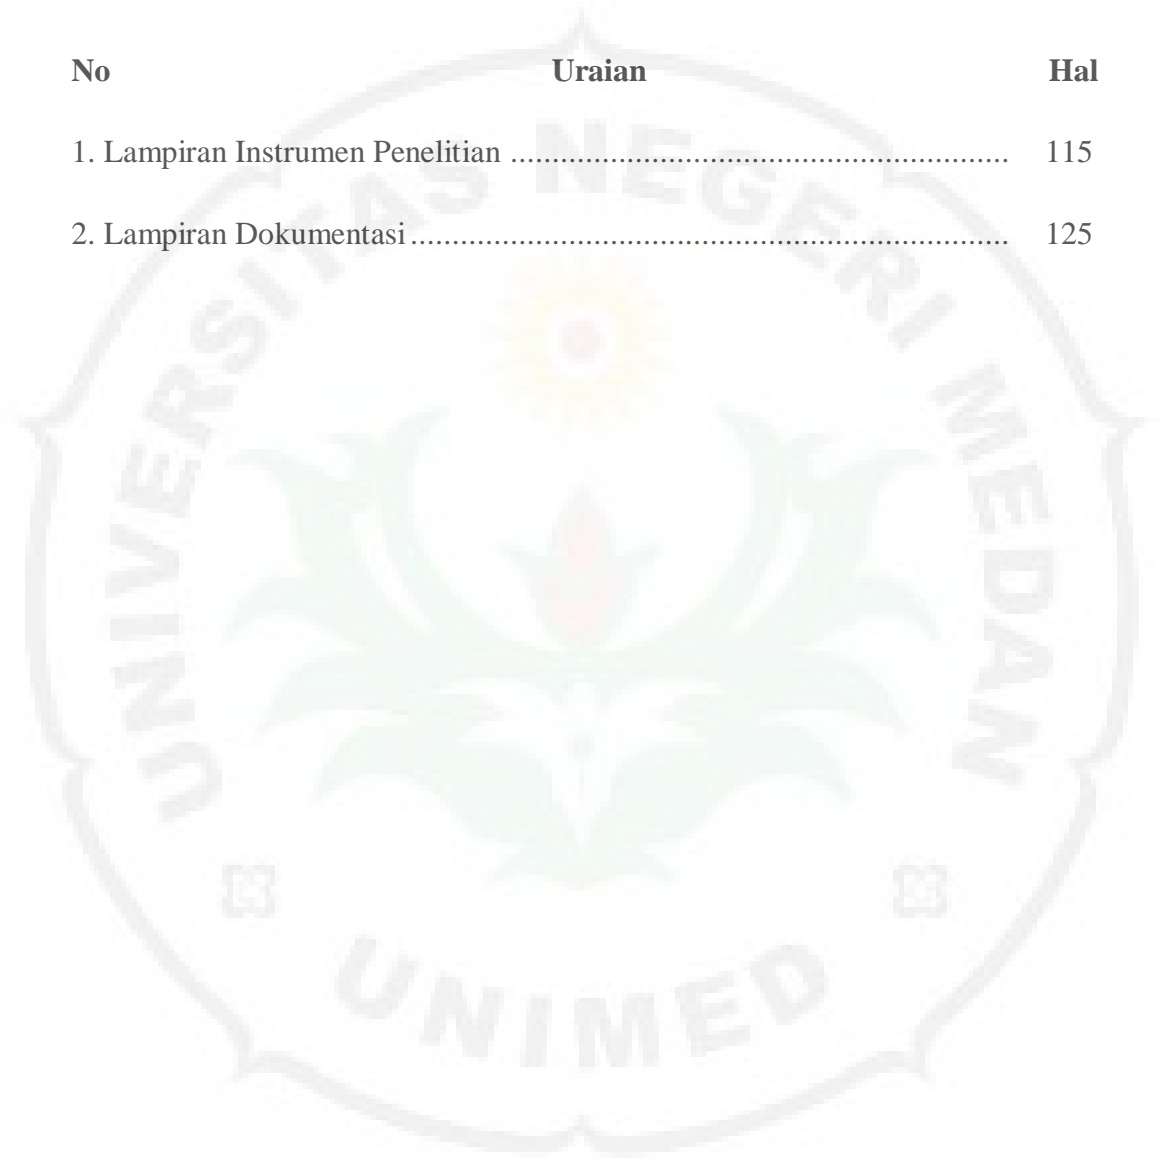 No Uraian Hal
1. Lampiran Instrumen Penelitian ............................................................ 115
2. Lampiran Dokumentasi ........................................................................ 125
UNIVERSITAS NEGERI MEDAN
UNIMED